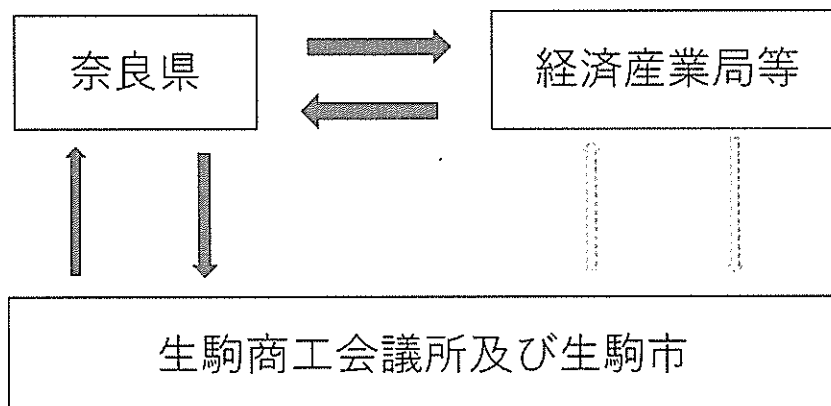 奈良県
経済産業局等
生駒商工会議所及び生駒市